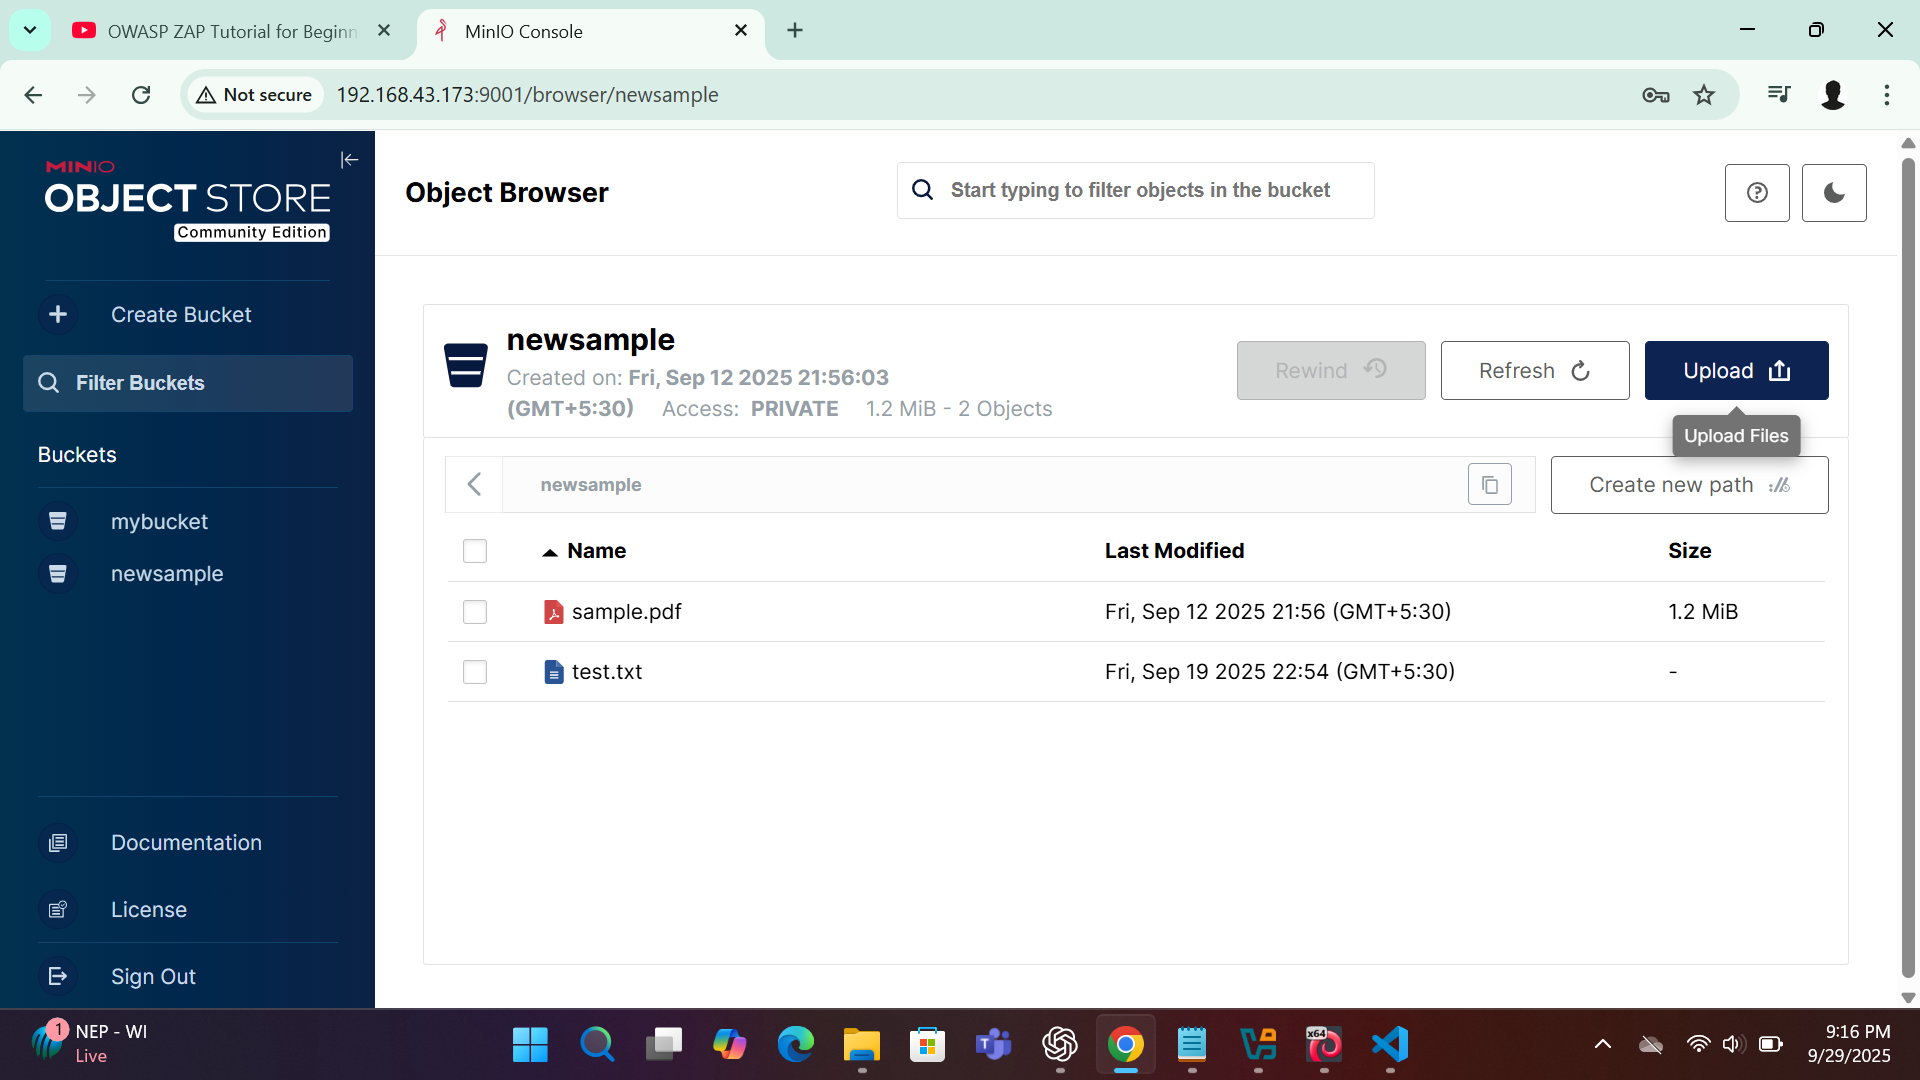 OWASP ZAP Tutorial for Beginn
MinIO Console
Not secure
192.168.43.173:9001/browser/newsample
MINIO
OBJECT STORE
Community Edition
Create Bucket
Filter Buckets
Buckets
mybucket
newsample
Documentation
License
Sign Out
Object Browser
Start typing to filter objects in the bucket
newsample
Created on: Fri, Sep 12 2025 21:56:03
(GMT+5:30) Access: PRIVATE 1.2 MiB - 2 Objects
Rewind
Refresh
Upload
Upload Files
newsample
Create new path
Name Last Modified Size
sample.pdf Fri, Sep 12 2025 21:56 (GMT+5:30) 1.2 MiB
test.txt Fri, Sep 19 2025 22:54 (GMT+5:30) -
1
NEP - WI
Live
x64
9:16 PM
9/29/2025